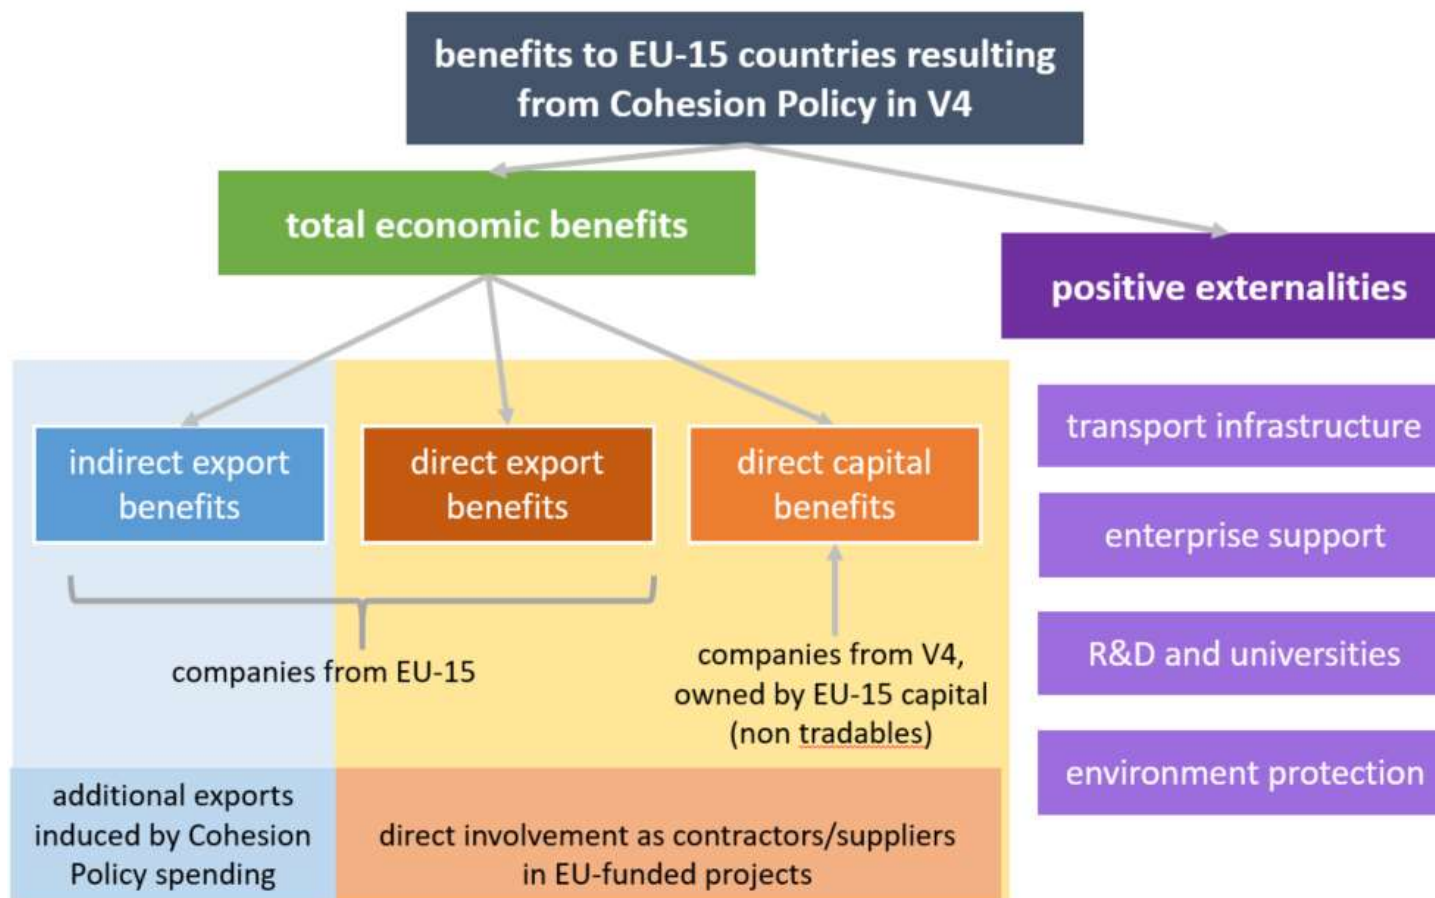 benefits to EU-15 countries resulting
from Cohesion Policy in V4
total economic benefits
positive externalities
indirect export
benefits
direct export
benefits
direct capital
benefits
companies from EU-15
companies from V4,
owned by EU-15 capital
(non tradables)
additional exports
induced by Cohesion
Policy spending
direct involvement as contractors/suppliers
in EU-funded projects
transport infrastructure
enterprise support
R&D and universities
environment protection